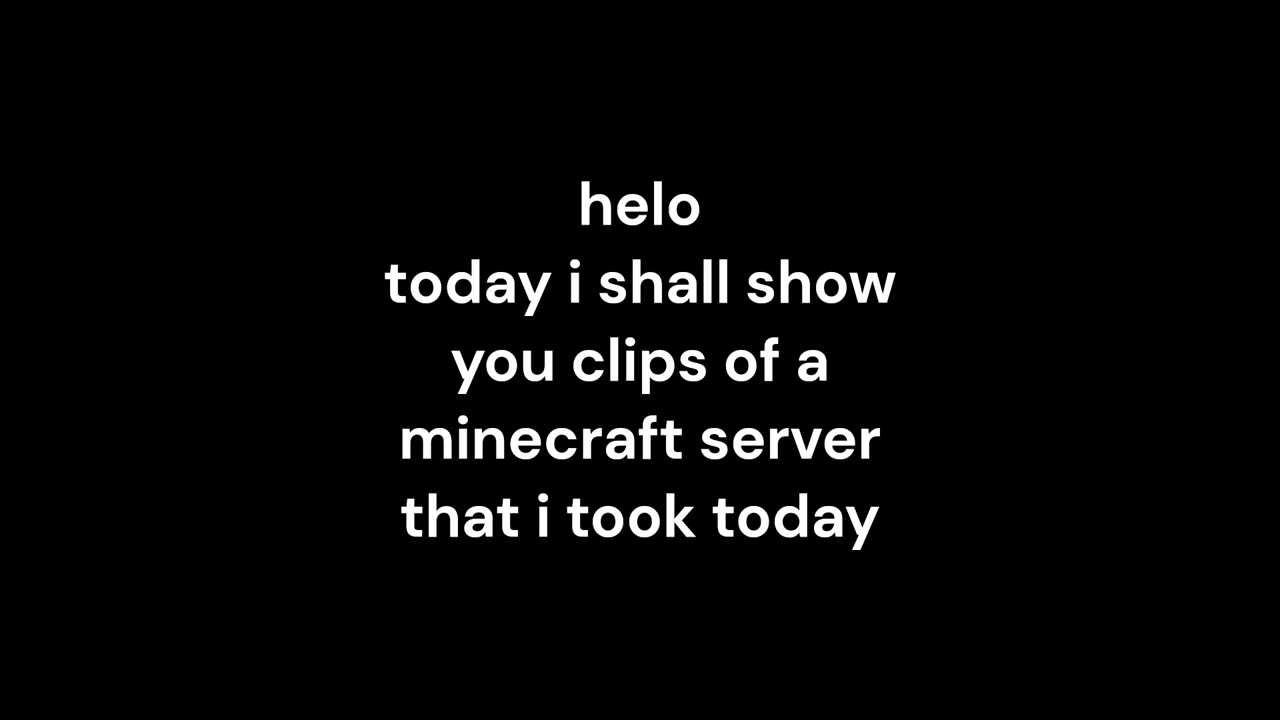 helo
today i shall show
you clips of a
minecraft server
that i took today